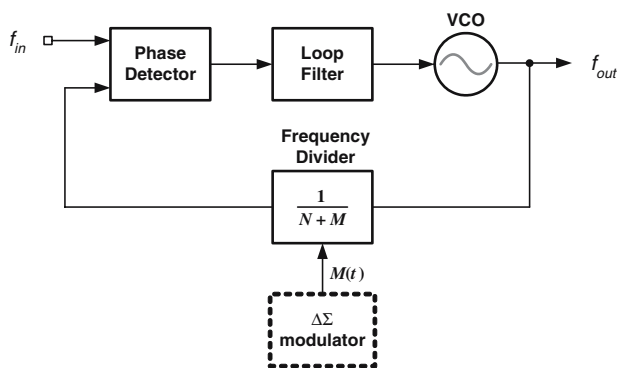 f_in
Phase
Detector
Loop
Filter
VCO
f_out
Frequency
Divider
1
N + M
M(t)
ΔΣ
modulator